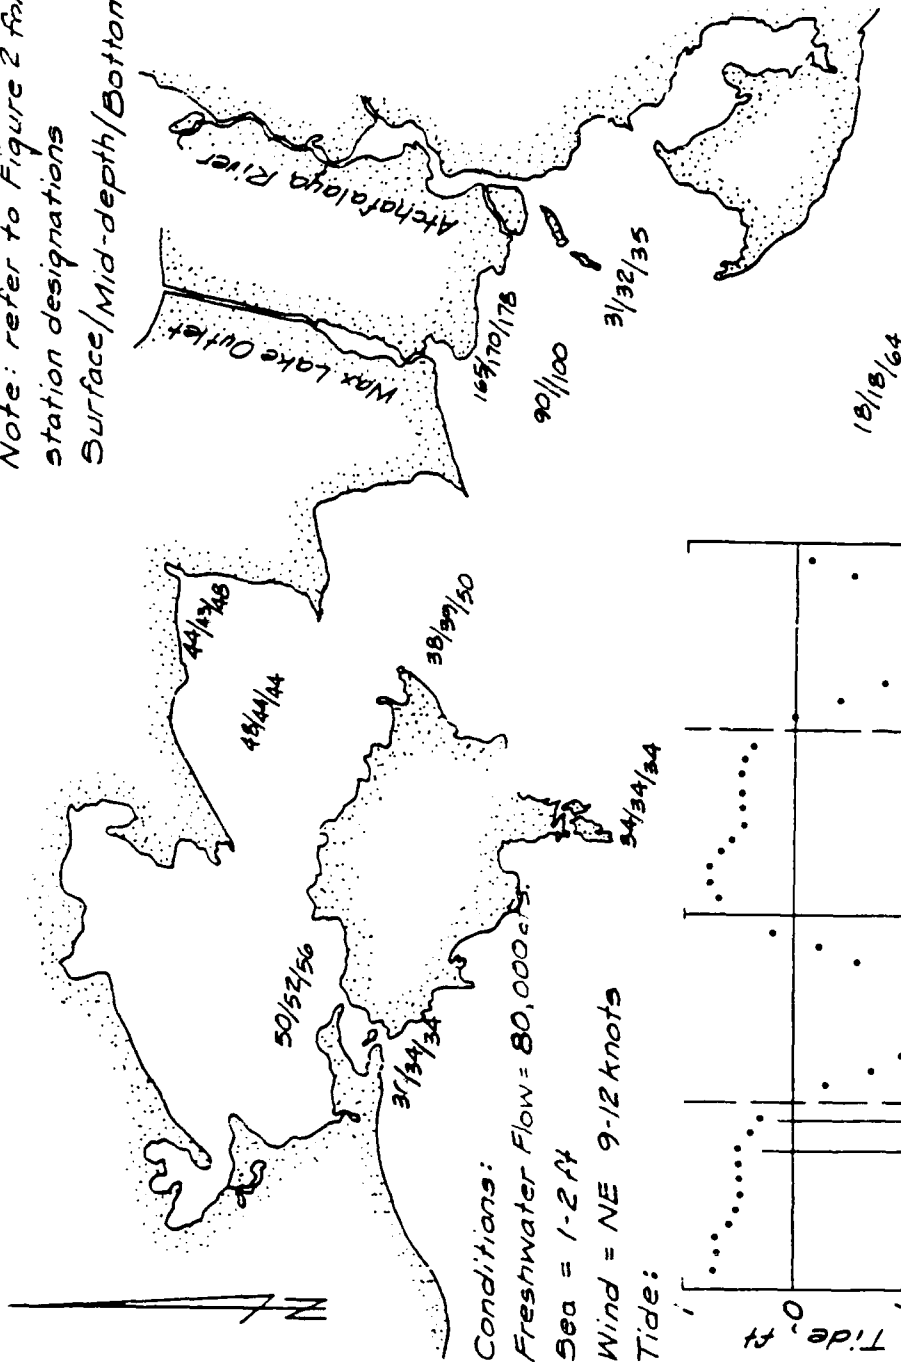 Note: refer to Figure 2 for
station designations
Surface/Mid-depth/Bottom
Atchafalaya River
Wax Lake Outlet
44/43/48
43/44/44
38/39/50
165/170/178
90//100
31/32/35
18/18/64
50/52/56
34/34
34/34/34
N
Conditions:
Freshwater Flow = 80,000 cfs.
Sea = 1-2 ft
Wind = NE 9-12 knots
Tide:
Tide, ft
1
0